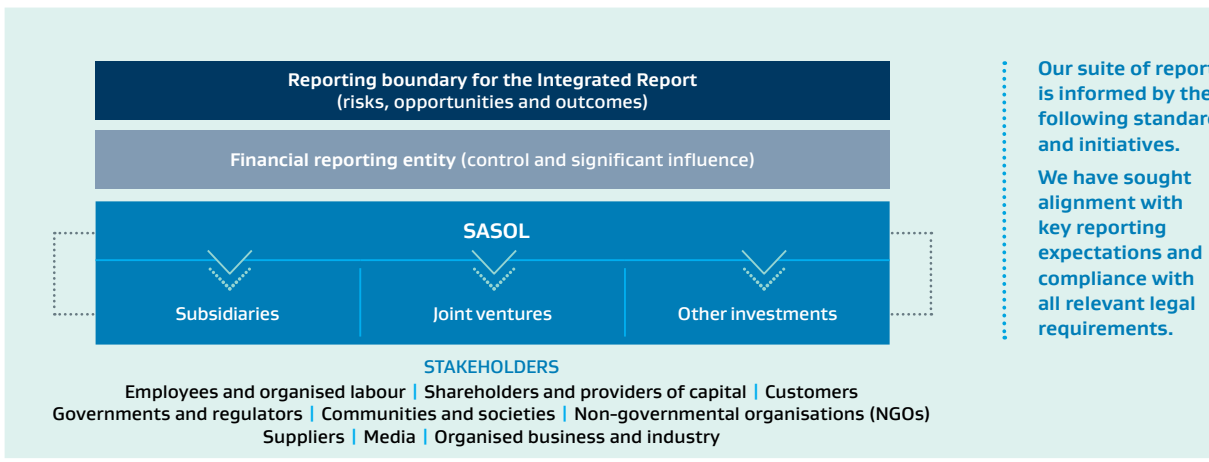 Reporting boundary for the Integrated Report
(risks, opportunities and outcomes)
Financial reporting entity (control and significant influence)
SASOL
Subsidiaries
Joint ventures
Other investments
STAKEHOLDERS
Employees and organised labour | Shareholders and providers of capital | Customers
Governments and regulators | Communities and societies | Non-governmental organisations (NGOs)
Suppliers | Media | Organised business and industry
Our suite of report
is informed by the
following standar
and initiatives.
We have sought
alignment with
key reporting
expectations and
compliance with
all relevant legal
requirements.